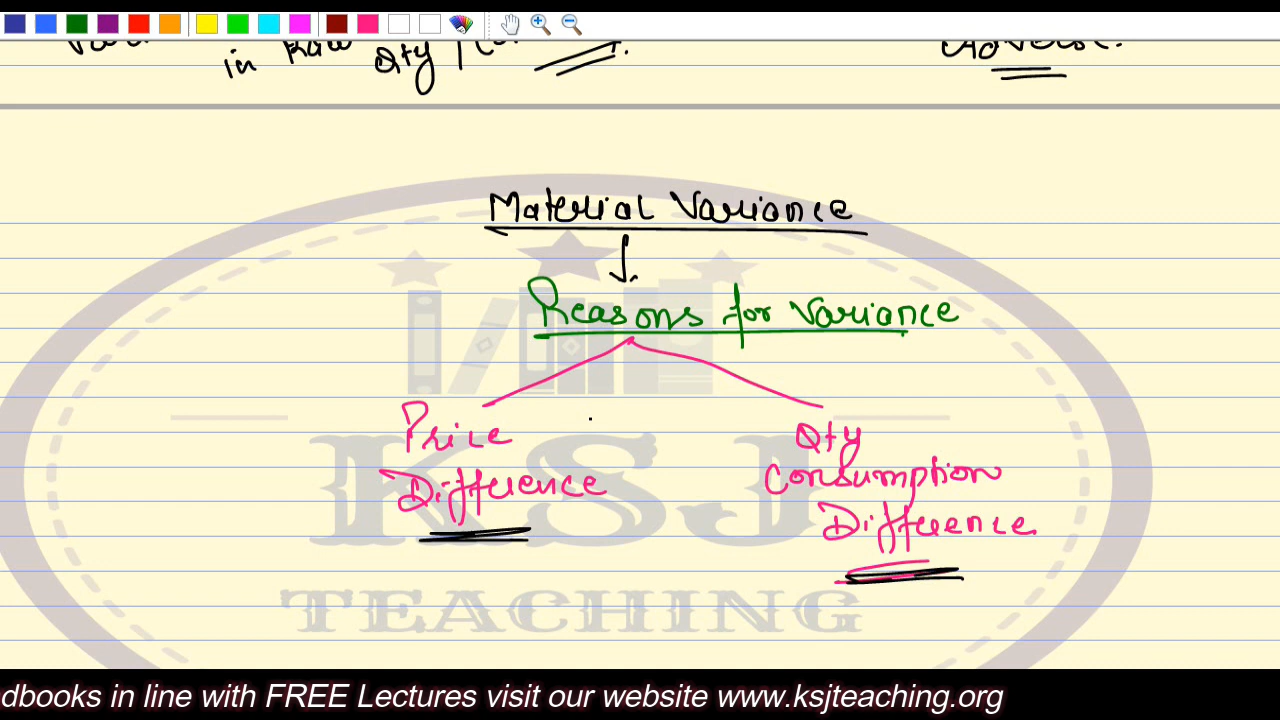 in Raw
Qty
Material Variance
Reasons for Variance
Price
Difference
Qty
Consumption
Difference
KSJ
TEACHING
dbooks in line with FREE Lectures visit our website www.ksjteaching.org